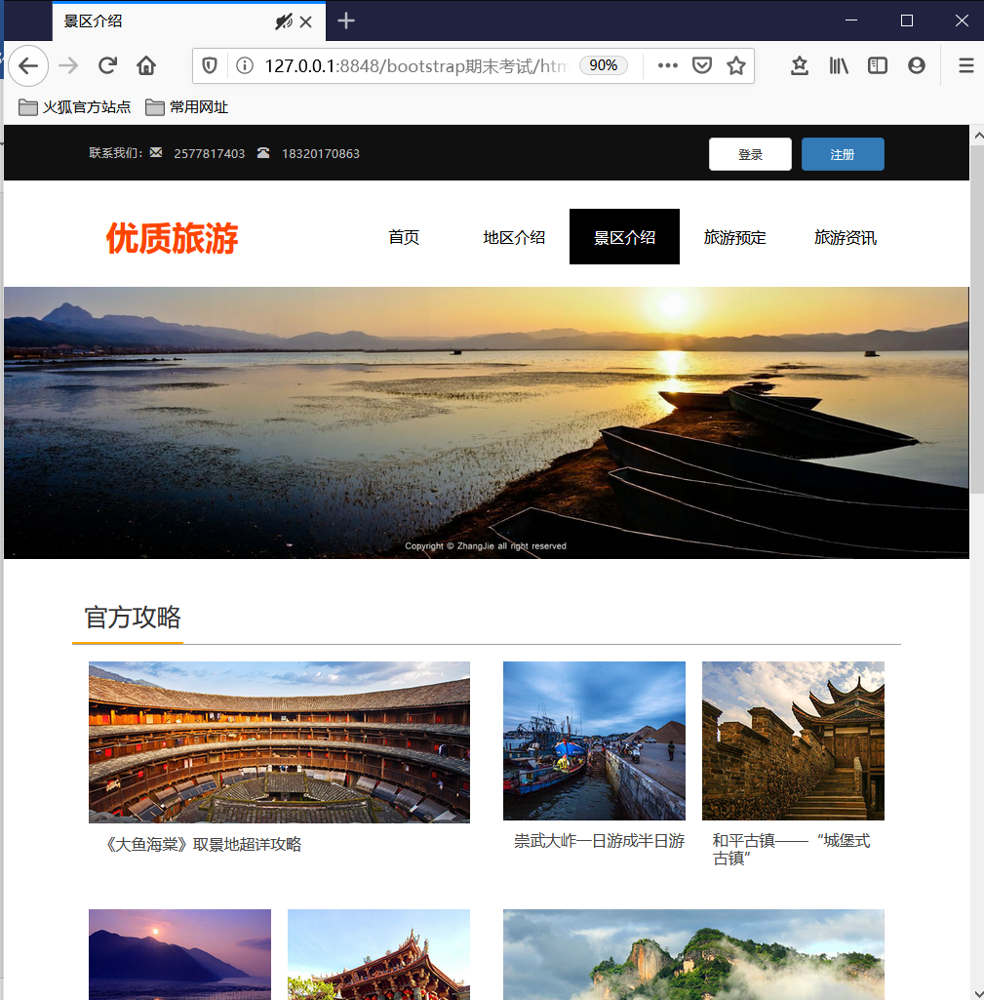 景区介绍
127.0.0.1:8848/bootstrap期末考试/htm
90%
火狐官方站点 常用网址
联系我们： 2577817403 18320170863
登录 注册
优质旅游 首页 地区介绍 景区介绍 旅游预定 旅游资讯
Copyright © ZhangJie all right reserved
官方攻略
《大鱼海棠》取景地超详攻略
崇武大岞一日游成半日游
和平古镇——“城堡式
古镇”